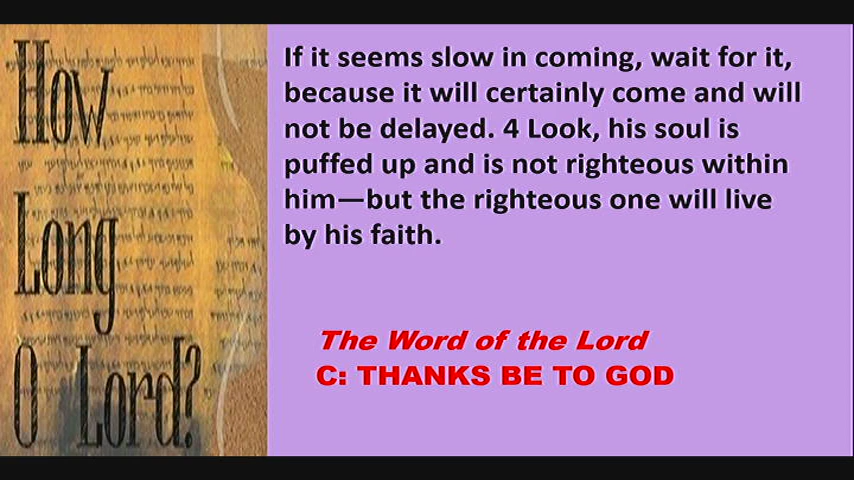 How
Long
O Lord?
If it seems slow in coming, wait for it,
because it will certainly come and will
not be delayed. 4 Look, his soul is
puffed up and is not righteous within
him—but the righteous one will live
by his faith.
The Word of the Lord
C: THANKS BE TO GOD